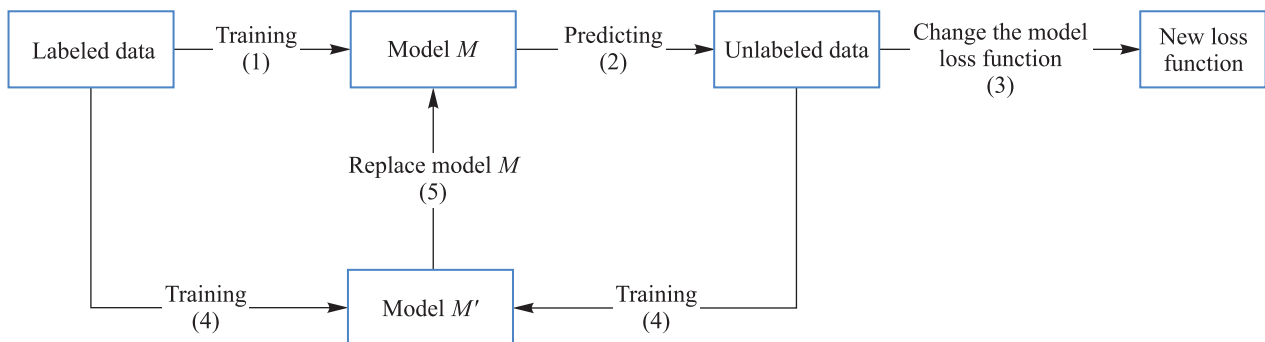 Labeled data
Training
(1)
Model M
Predicting
(2)
Unlabeled data
Change the model
loss function
(3)
New loss
function
Replace model M
(5)
Training
(4)
Model M′
Training
(4)